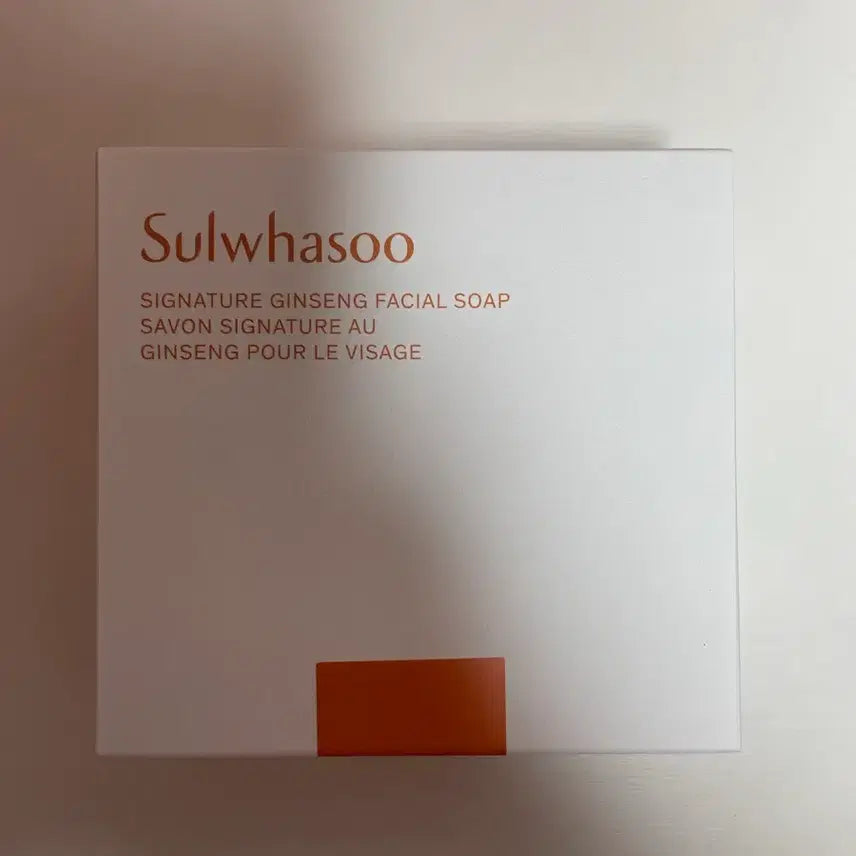 Sulwhasoo
SIGNATURE GINSENG FACIAL SOAP
SAVON SIGNATURE AU
GINSENG POUR LE VISAGE